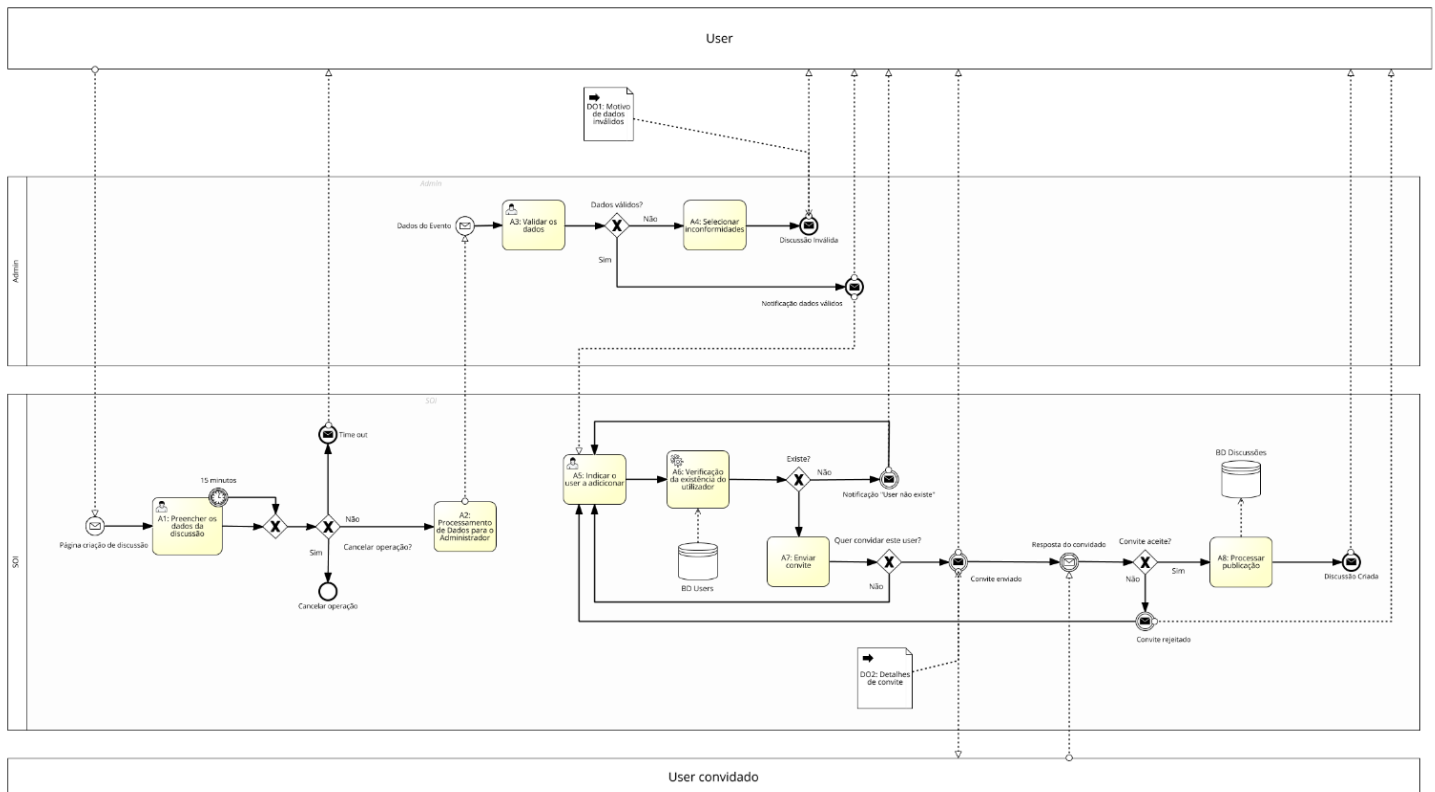 User
DO1: Motivo
de dados
inválidos
Admin
Admin
Dados do Evento
A3: Validar os
dados
Dados válidos?
Não
Sim
A4: Selecionar
inconformidades
Discussão Inválida
Notificação dados válidos
SDI
SDI
Página criação de discussão
A1: Preencher os
dados da
discussão
15 minutos
Time out
Não
Cancelar operação?
Sim
Cancelar operação
A2:
Processamento
de Dados para o
Administrador
A5: Indicar o
user a adicionar
A6: Verificação
da existência do
utilizador
BD Users
Existe?
Não
Notificação "User não existe"
A7: Enviar
convite
Quer convidar este user?
Não
Convite enviado
DO2: Detalhes
de convite
Resposta do convidado
Convite aceite?
Sim
Não
Convite rejeitado
BD Discussões
A8: Processar
publicação
Discussão Criada
User convidado